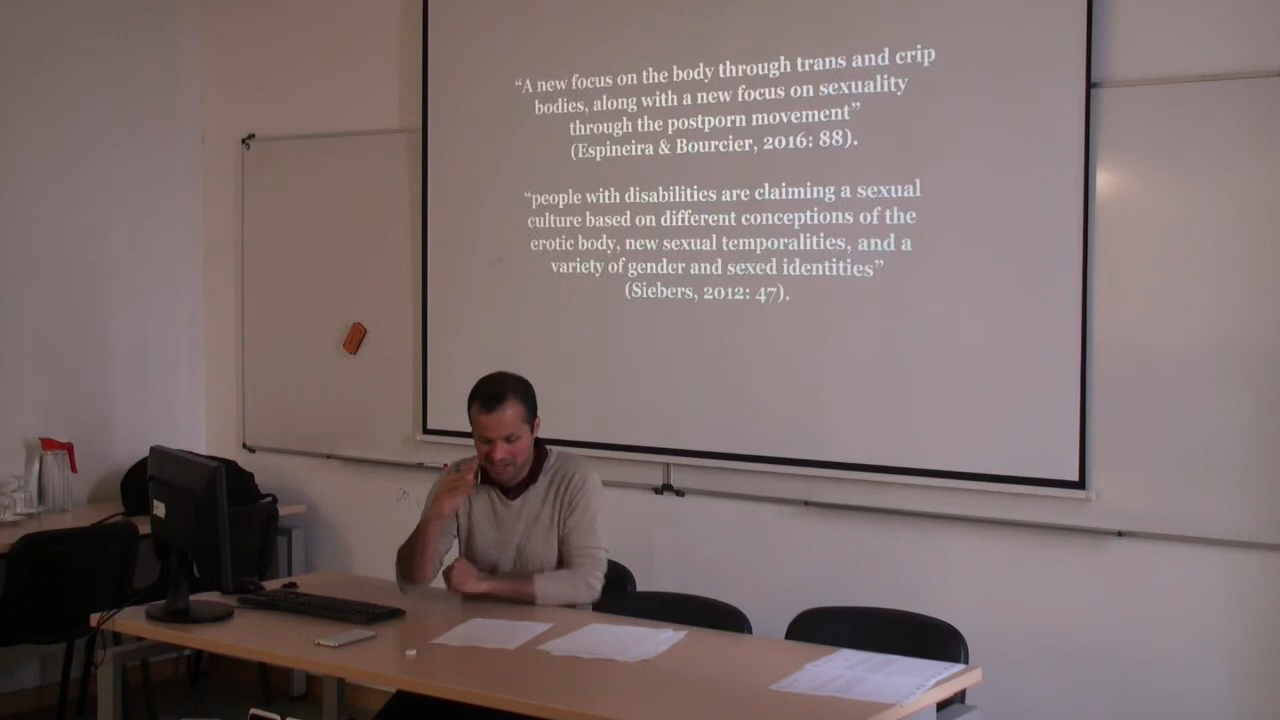 “A new focus on the body through trans and crip
bodies, along with a new focus on sexuality
through the postporn movement”
(Espineira & Bourcier, 2016: 88).
“people with disabilities are claiming a sexual
culture based on different conceptions of the
erotic body, new sexual temporalities, and a
variety of gender and sexed identities”
(Siebers, 2012: 47).